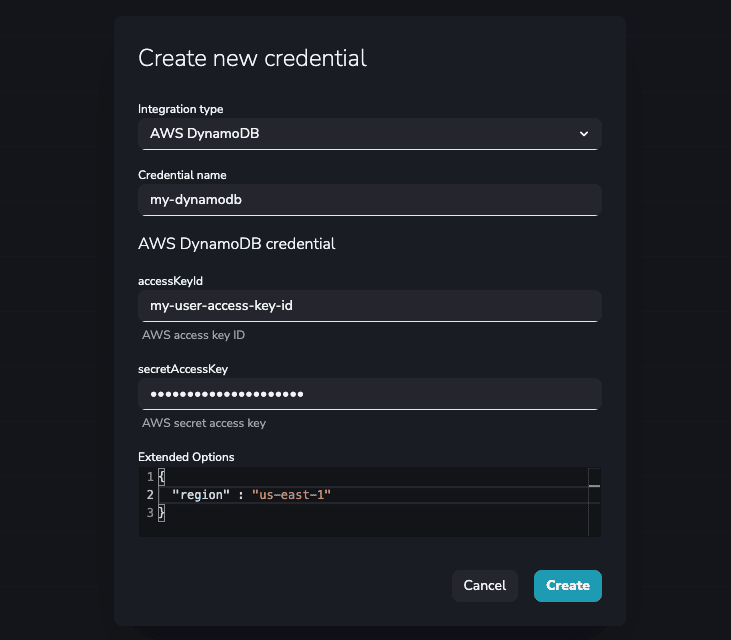 Create new credential
Integration type
AWS DynamoDB
Credential name
my-dynamodb
AWS DynamoDB credential
accessKeyId
my-user-access-key-id
AWS access key ID
secretAccessKey
•••••••••••••••••••••
AWS secret access key
Extended Options
1 {
2 "region" : "us-east-1"
3 }
Cancel Create